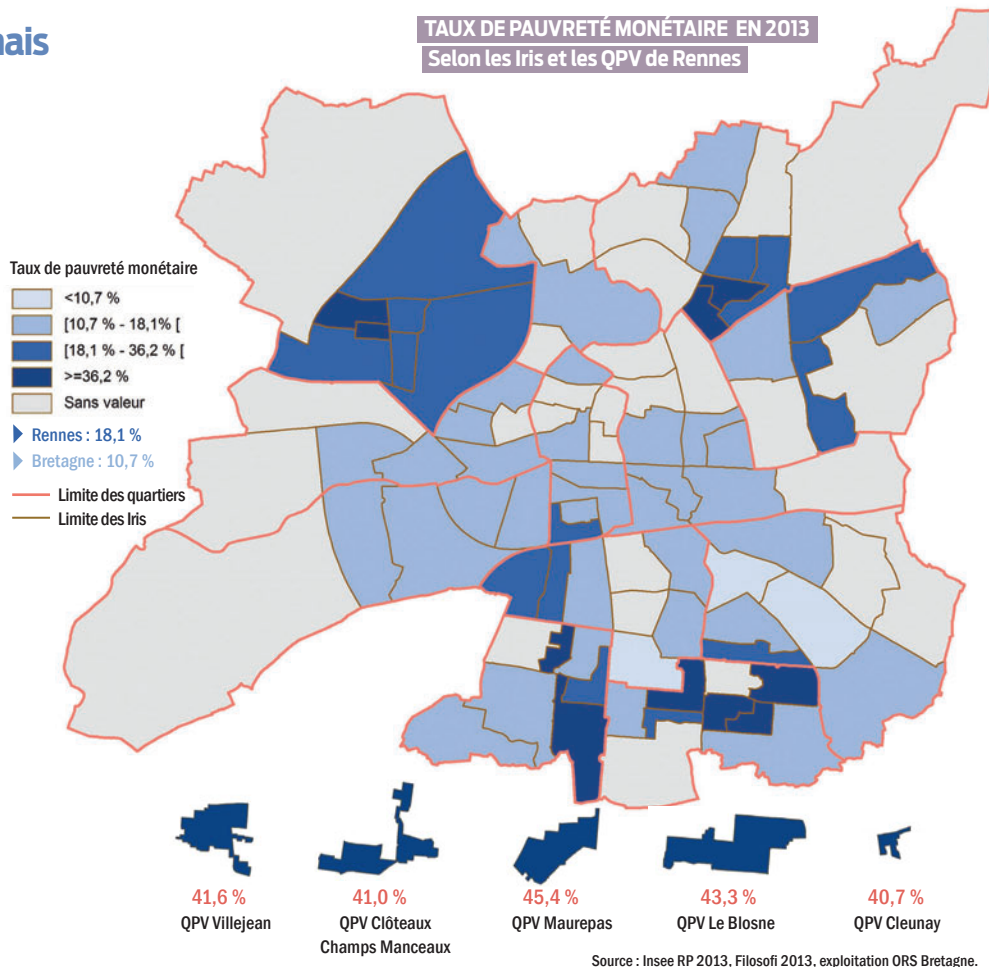 nais
TAUX DE PAUVRETÉ MONÉTAIRE EN 2013
Selon les Iris et les QPV de Rennes
Taux de pauvreté monétaire
<10,7 %
[10,7 % - 18,1% [
[18,1 % - 36,2 % [
>=36,2 %
Sans valeur
Rennes : 18,1 %
Bretagne : 10,7 %
Limite des quartiers
Limite des Iris
41,6 %
QPV Villejean
41,0 %
QPV Clôteaux
Champs Manceaux
45,4 %
QPV Maurepas
43,3 %
QPV Le Blosne
40,7 %
QPV Cleunay
Source : Insee RP 2013, Filosofi 2013, exploitation ORS Bretagne.